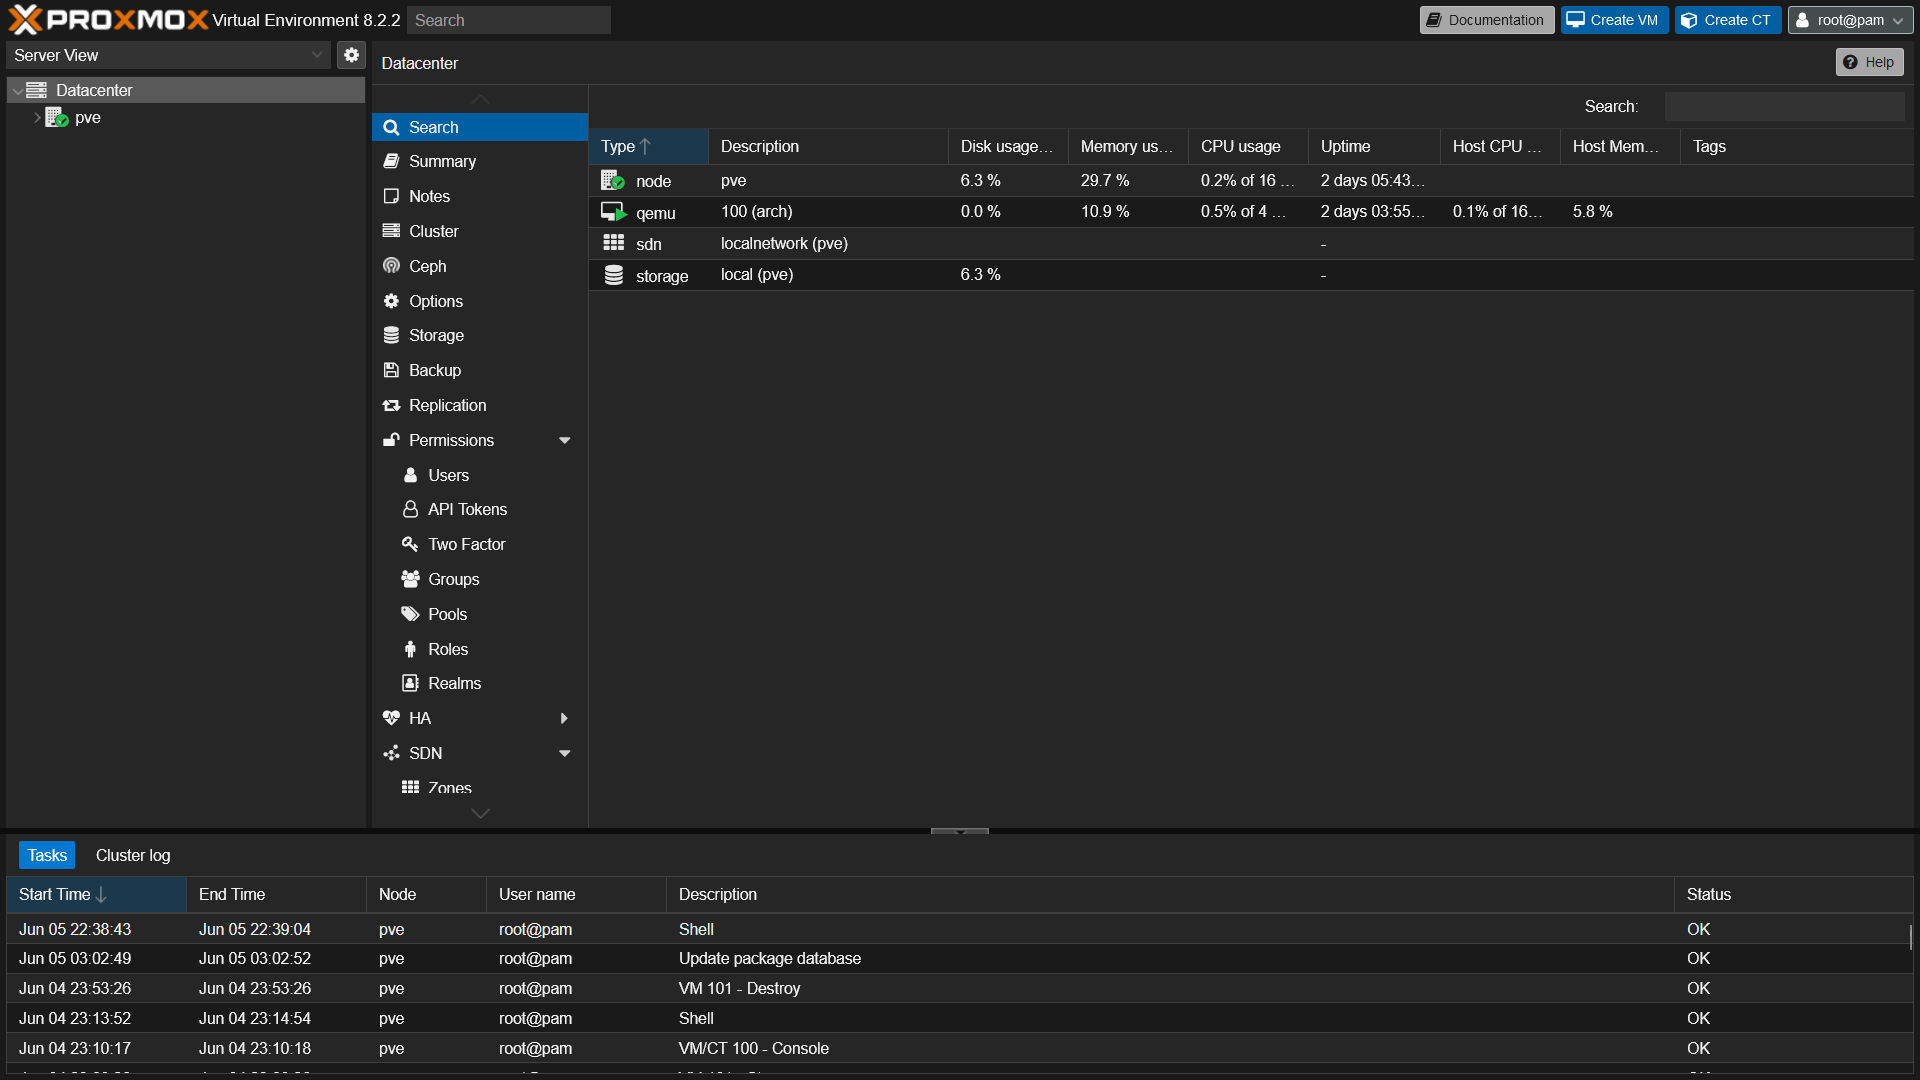 PROXMOX Virtual Environment 8.2.2 Search Documentation Create VM Create CT root@pam
Server View
Datacenter
pve
Datacenter Help
Search
Summary
Notes
Cluster
Ceph
Options
Storage
Backup
Replication
Permissions
Users
API Tokens
Two Factor
Groups
Pools
Roles
Realms
HA
SDN
Zones
Search:
Type Description Disk usage... Memory us... CPU usage Uptime Host CPU ... Host Mem... Tags
node pve 6.3 % 29.7 % 0.2% of 16 ... 2 days 05:43...
qemu 100 (arch) 0.0 % 10.9 % 0.5% of 4 ... 2 days 03:55... 0.1% of 16... 5.8 %
sdn localnetwork (pve) -
storage local (pve) 6.3 % -
Tasks Cluster log
Start Time End Time Node User name Description Status
Jun 05 22:38:43 Jun 05 22:39:04 pve root@pam Shell OK
Jun 05 03:02:49 Jun 05 03:02:52 pve root@pam Update package database OK
Jun 04 23:53:26 Jun 04 23:53:26 pve root@pam VM 101 - Destroy OK
Jun 04 23:13:52 Jun 04 23:14:54 pve root@pam Shell OK
Jun 04 23:10:17 Jun 04 23:10:18 pve root@pam VM/CT 100 - Console OK